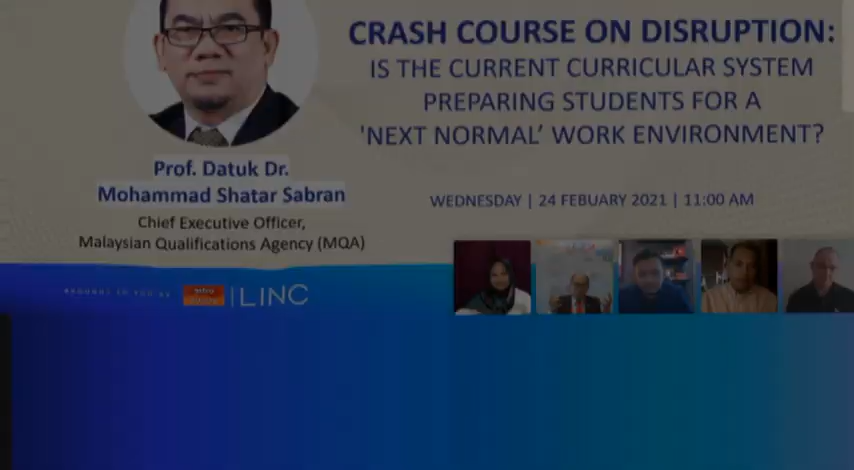 CRASH COURSE ON DISRUPTION:
IS THE CURRENT CURRICULAR SYSTEM
PREPARING STUDENTS FOR A
'NEXT NORMAL' WORK ENVIRONMENT?
WEDNESDAY | 24 FEBUARY 2021 | 11:00 AM
Prof. Datuk Dr.
Mohammad Shatar Sabran
Chief Executive Officer,
Malaysian Qualifications Agency (MQA)
LINC